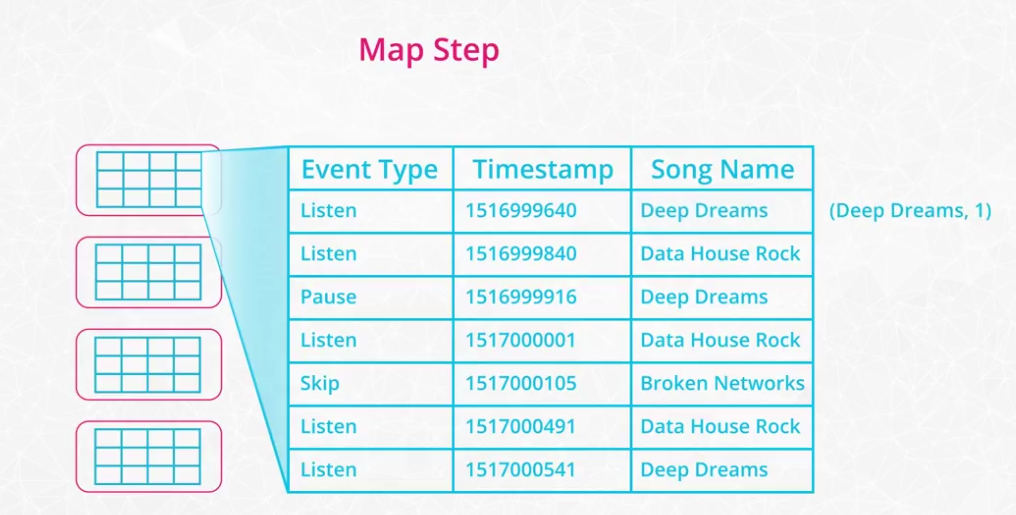 Map Step
Event Type Timestamp Song Name
Listen 1516999640 Deep Dreams (Deep Dreams, 1)
Listen 1516999840 Data House Rock
Pause 1516999916 Deep Dreams
Listen 1517000001 Data House Rock
Skip 1517000105 Broken Networks
Listen 1517000491 Data House Rock
Listen 1517000541 Deep Dreams